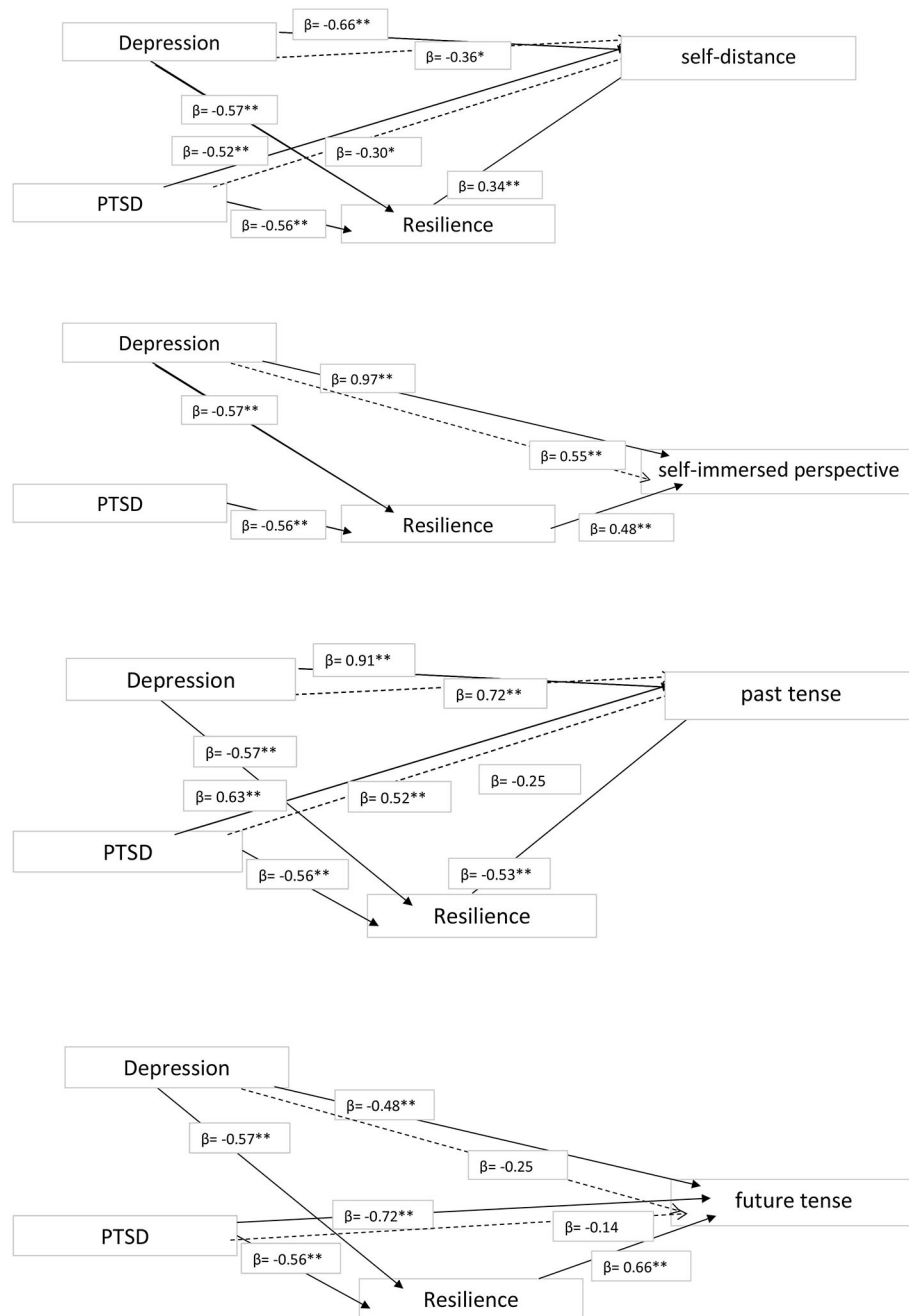 β= -0.66**
Depression
β= -0.36*
self-distance
β= -0.57**
β= -0.52**
β= -0.30*
β= 0.34**
PTSD
β= -0.56**
Resilience
Depression
β= 0.97**
β= -0.57**
β= 0.55**
self-immersed perspective
PTSD
β= -0.56**
Resilience
β= 0.48**
β= 0.91**
Depression
β= 0.72**
past tense
β= -0.57**
β= 0.63**
β= 0.52**
β= -0.25
PTSD
β= -0.56**
β= -0.53**
Resilience
Depression
β= -0.48**
β= -0.57**
β= -0.25
future tense
β= -0.72**
PTSD
β= -0.14
β= -0.56**
β= 0.66**
Resilience